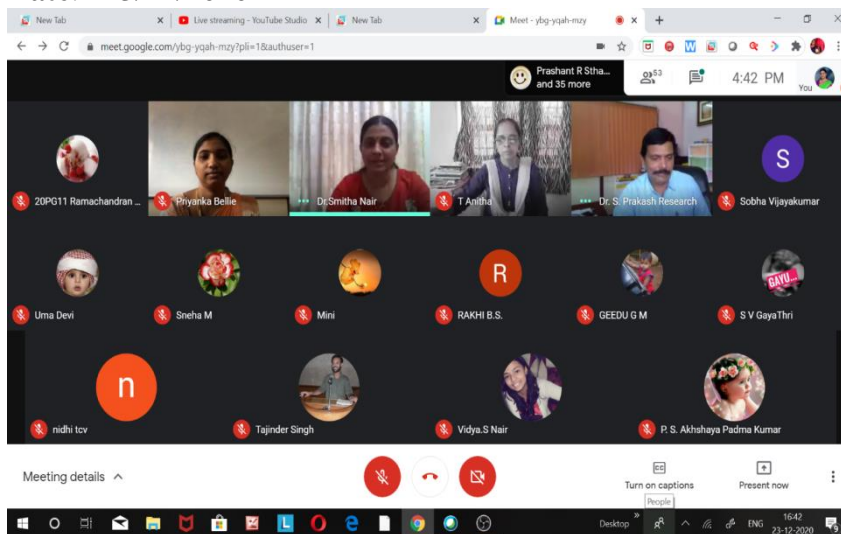 New Tab
Live streaming - YouTube Studio
New Tab
Meet - ybg-yqah-mzy
meet.google.com/ybg-yqah-mzy?pli=1&authuser=1
Prashant R Stha...
and 35 more
53
4:42 PM
You
S
20PG11 Ramachandran ...
Priyanka Bellie
Dr.Smitha Nair
T Anitha
Dr. S. Prakash Research
Sobha Vijayakumar
R
GAYU...
Uma Devi
Sneha M
Mini
RAKHI B.S.
GEEDU G M
S V GayaThri
n
nidhi tcv
Tajinder Singh
Vidya.S Nair
P. S. Akhshaya Padma Kumar
Meeting details
CC
Turn on captions
Present now
People
L
Desktop
ENG
16:42
23-12-2020